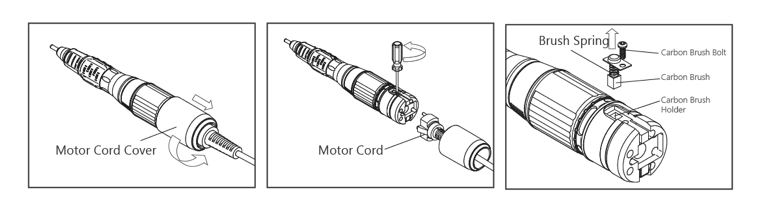 Motor Cord Cover
Motor Cord
Brush Spring
Carbon Brush Bolt
Carbon Brush
Carbon Brush
Holder